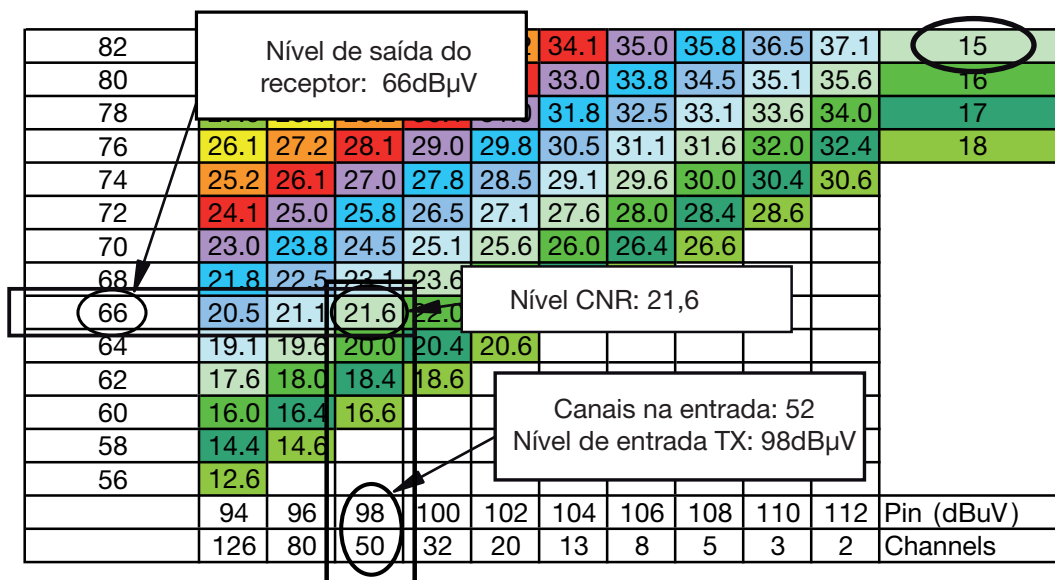 Nível de saída do
receptor: 66dBµV
82 34.1 35.0 35.8 36.5 37.1 15
80 33.0 33.8 34.5 35.1 35.6 16
78 31.8 32.5 33.1 33.6 34.0 17
76 26.1 27.2 28.1 29.0 29.8 30.5 31.1 31.6 32.0 32.4 18
74 25.2 26.1 27.0 27.8 28.5 29.1 29.6 30.0 30.4 30.6
72 24.1 25.0 25.8 26.5 27.1 27.6 28.0 28.4 28.6
70 23.0 23.8 24.5 25.1 25.6 26.0 26.4 26.6
68 21.8 22.5 23.1 23.6
66 20.5 21.1 21.6 22.0
Nível CNR: 21,6
64 19.1 19.6 20.0 20.4 20.6
62 17.6 18.0 18.4 18.6
60 16.0 16.4 16.6
Canais na entrada: 52
Nível de entrada TX: 98dBµV
58 14.4 14.6
56 12.6
94 96 98 100 102 104 106 108 110 112 Pin (dBuV)
126 80 50 32 20 13 8 5 3 2 Channels